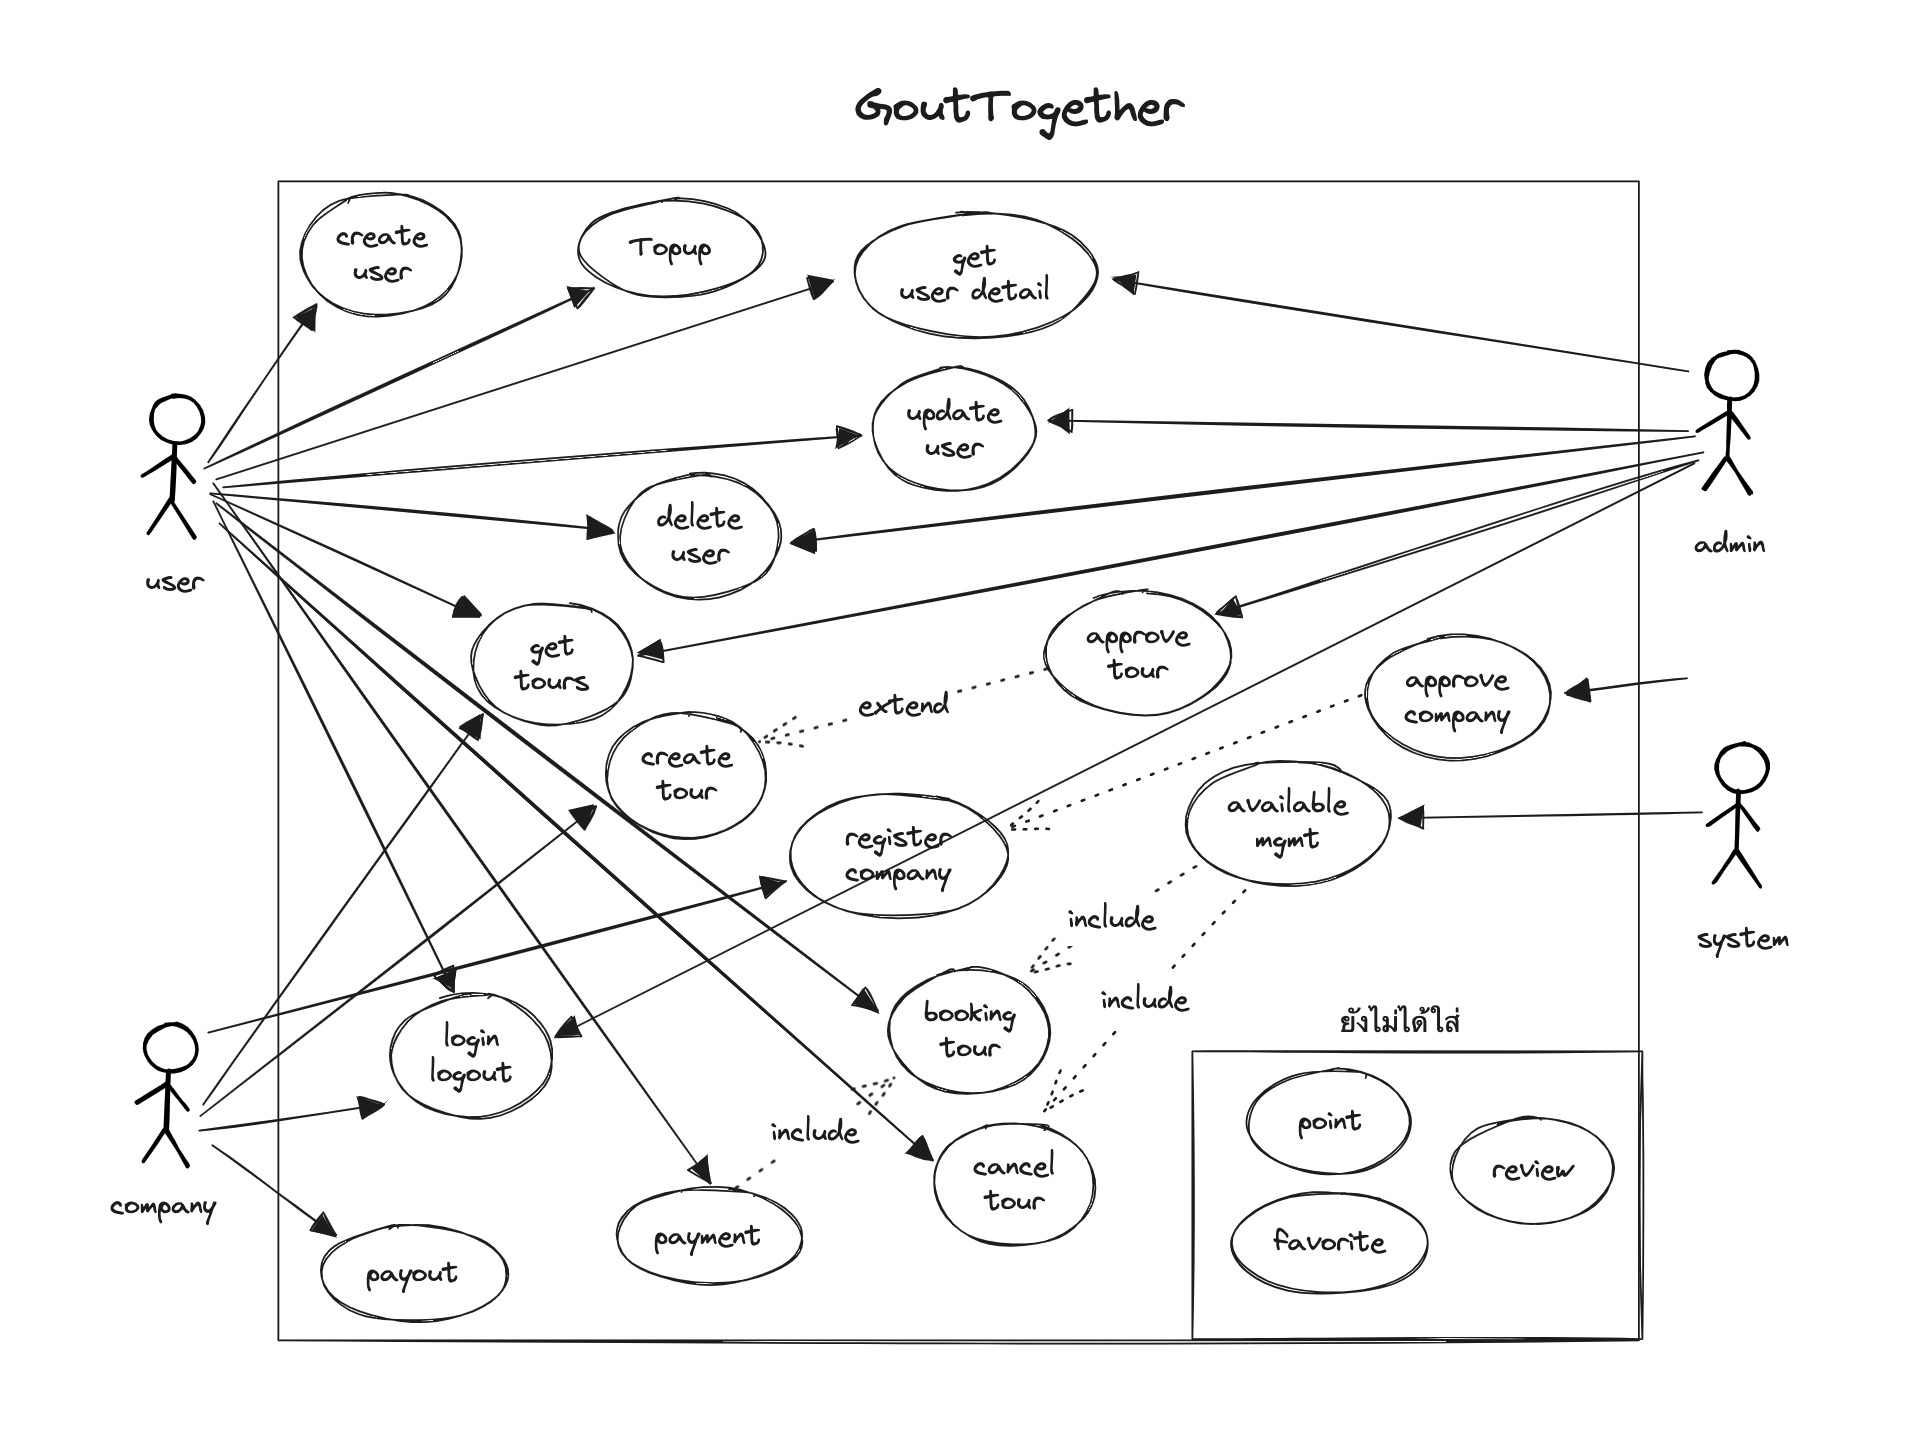 GoutTogether
create
user
Topup
get
user detail
update
user
delete
user
user
admin
get
tours
approve
tour
extend
approve
company
create
tour
register
company
available
mgmt
system
include
include
booking
tour
login
logout
ยังไม่ได้ใส่
company
include
cancel
tour
payment
payout
point
review
favorite